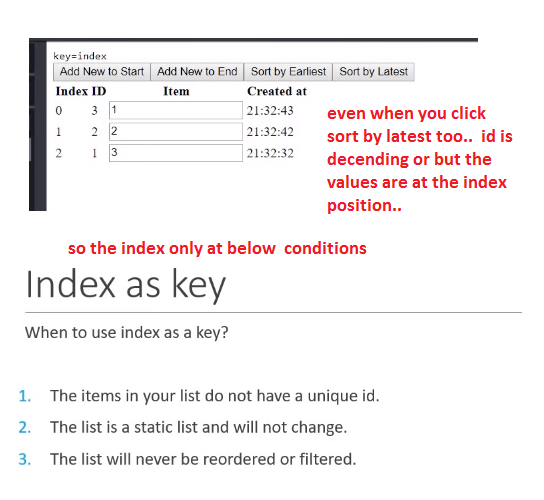 key=index
Add New to Start Add New to End Sort by Earliest Sort by Latest
Index ID Item Created at
0 3 1 21:32:43
1 2 2 21:32:42
2 1 3 21:32:32
even when you click
sort by latest too.. id is
decending or but the
values are at the index
position..
so the index only at below conditions
Index as key
When to use index as a key?
1. The items in your list do not have a unique id.
2. The list is a static list and will not change.
3. The list will never be reordered or filtered.